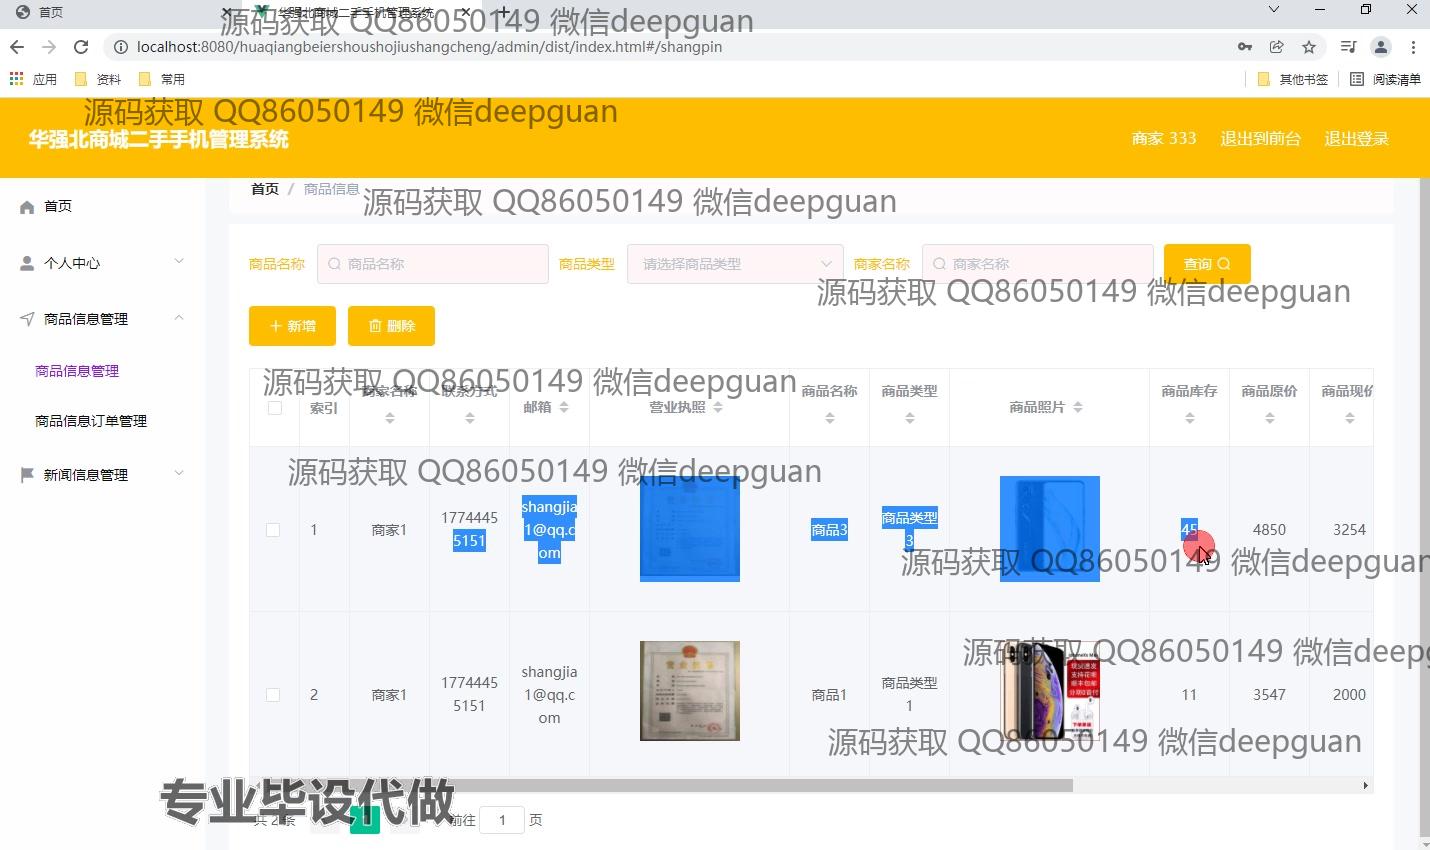 首页
华强北商城二手手机管理系统
源码获取 QQ86050149 微信deepguan
localhost:8080/huaqiangbeiershoushojiushangcheng/admin/dist/index.html#/shangpin
应用
资料
常用
其他书签
阅读清单
源码获取 QQ86050149 微信deepguan
华强北商城二手手机管理系统
商家 333
退出到前台
退出登录
首页 / 商品信息
源码获取 QQ86050149 微信deepguan
首页
个人中心
商品信息管理
商品信息管理
商品信息订单管理
新闻信息管理
商品名称
商品名称
商品类型
请选择商品类型
商家名称
商家名称
查询
源码获取 QQ86050149 微信deepguan
新增
删除
源码获取 QQ86050149 微信deepguan
索引
商家名称
联系方式
邮箱
营业执照
商品名称
商品类型
商品照片
商品库存
商品原价
商品现价
源码获取 QQ86050149 微信deepguan
1
商家1
1774445
5151
shangjia
1@qq.c
om
商品3
商品类型
3
45
4850
3254
源码获取 QQ86050149 微信deepguan
源码获取 QQ86050149 微信deep
2
商家1
1774445
5151
shangjia
1@qq.c
om
商品1
商品类型
1
11
3547
2000
源码获取 QQ86050149 微信deepguan
专业毕设代做
共 2 条
1
前往
1
页